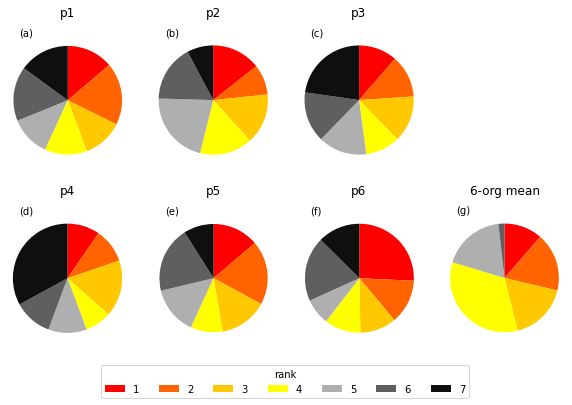 p1 p2 p3
(a) (b) (c)
p4 p5 p6 6-org mean
(d) (e) (f) (g)
rank
1 2 3 4 5 6 7